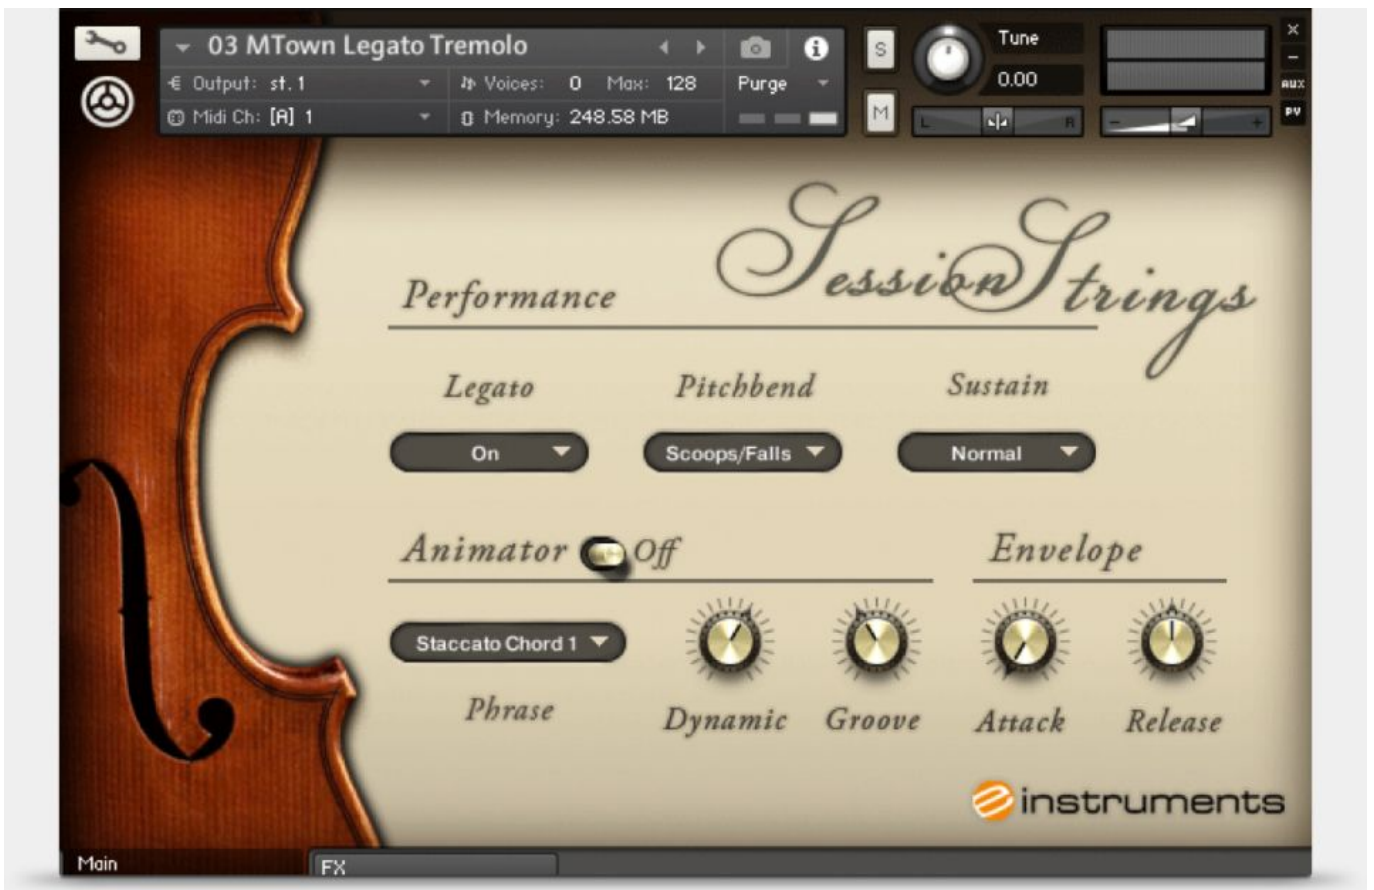 03 MTown Legato Tremolo
i
S
Tune
×
Output: st. 1
Voices: 0 Max: 128
Purge
0.00
AUX
Midi Ch: [A] 1
Memory: 248.58 MB
M
L
R
-
+
PV
Session Strings
Performance
Legato
Pitchbend
Sustain
On
Scoops/Falls
Normal
Animator
Off
Envelope
Staccato Chord 1
Phrase
Dynamic
Groove
Attack
Release
e instruments
Main
FX